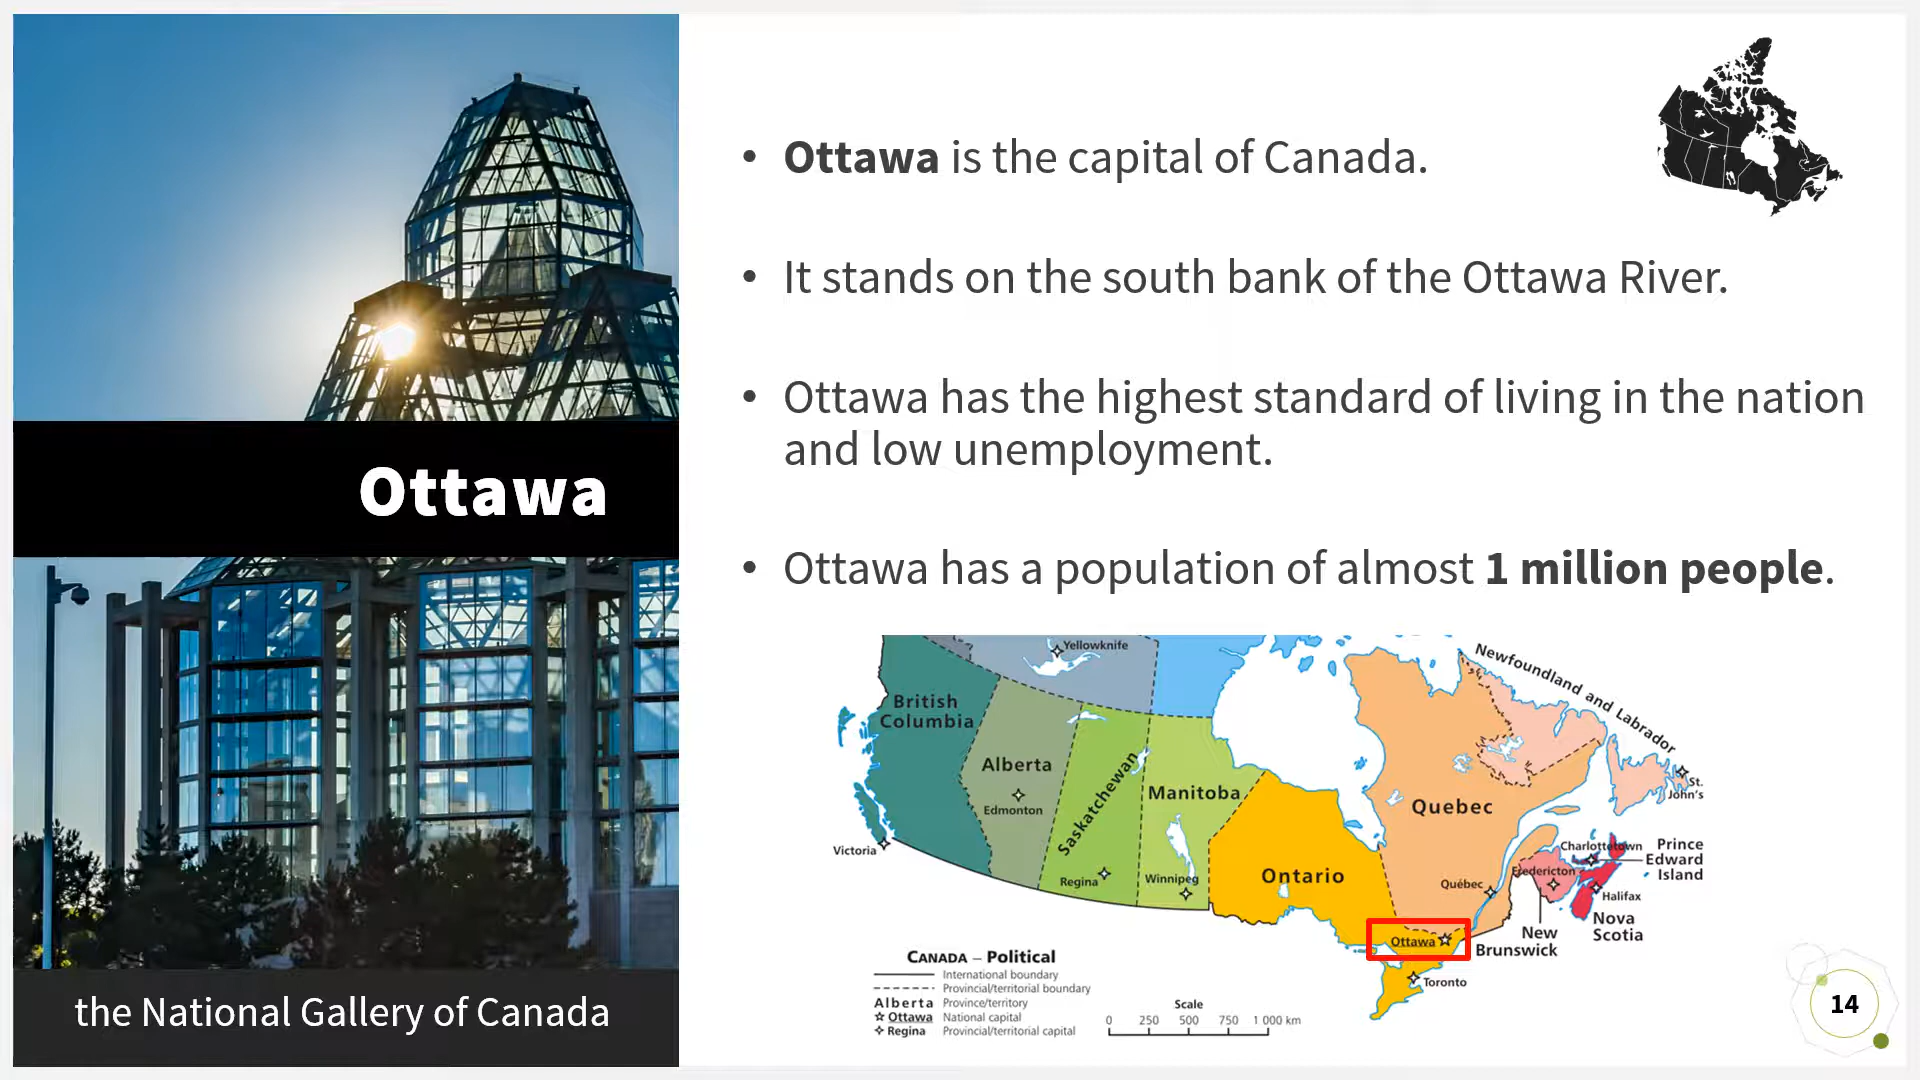 Ottawa
the National Gallery of Canada
• Ottawa is the capital of Canada.
• It stands on the south bank of the Ottawa River.
• Ottawa has the highest standard of living in the nation
and low unemployment.
• Ottawa has a population of almost 1 million people.
Yellowknife
Newfoundland and Labrador
British
Columbia
Alberta
Edmonton
Saskatchewan
Manitoba
Quebec
St.
John's
Victoria
Regina
Winnipeg
Ontario
Québec
Charlottetown
Prince
Edward
Island
Fredericton
Halifax
Nova
Scotia
New
Brunswick
Ottawa
Toronto
CANADA – Political
International boundary
Provincial/territorial boundary
Alberta Province/territory
Ottawa National capital
Regina Provincial/territorial capital
Scale
0 250 500 750 1 000 km
14